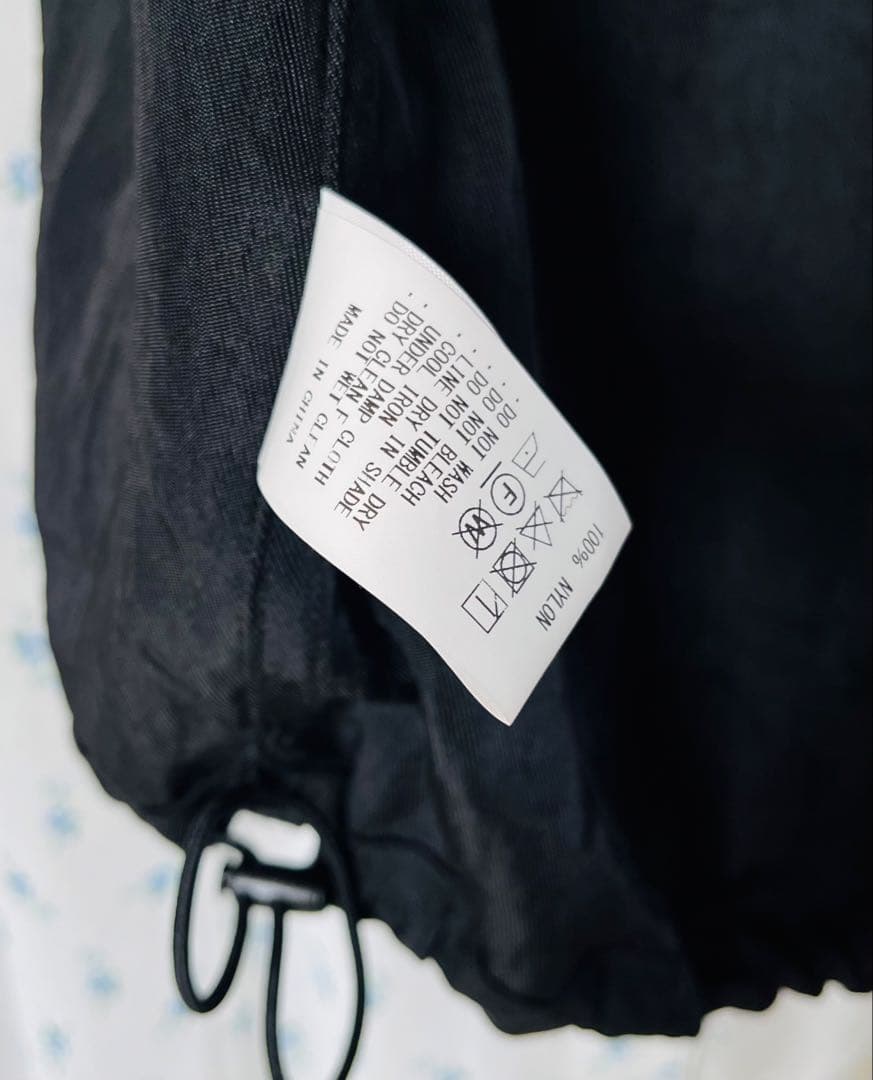 100% NYLON
F W
· DO NOT WASH
· DO NOT BLEACH
· DO NOT TUMBLE DRY
· LINE DRY IN SHADE
· COOL IRON
UNDER DAMP CLOTH
· DRY CLEAN F
· DO NOT WET CLEAN
MADE IN CHINA